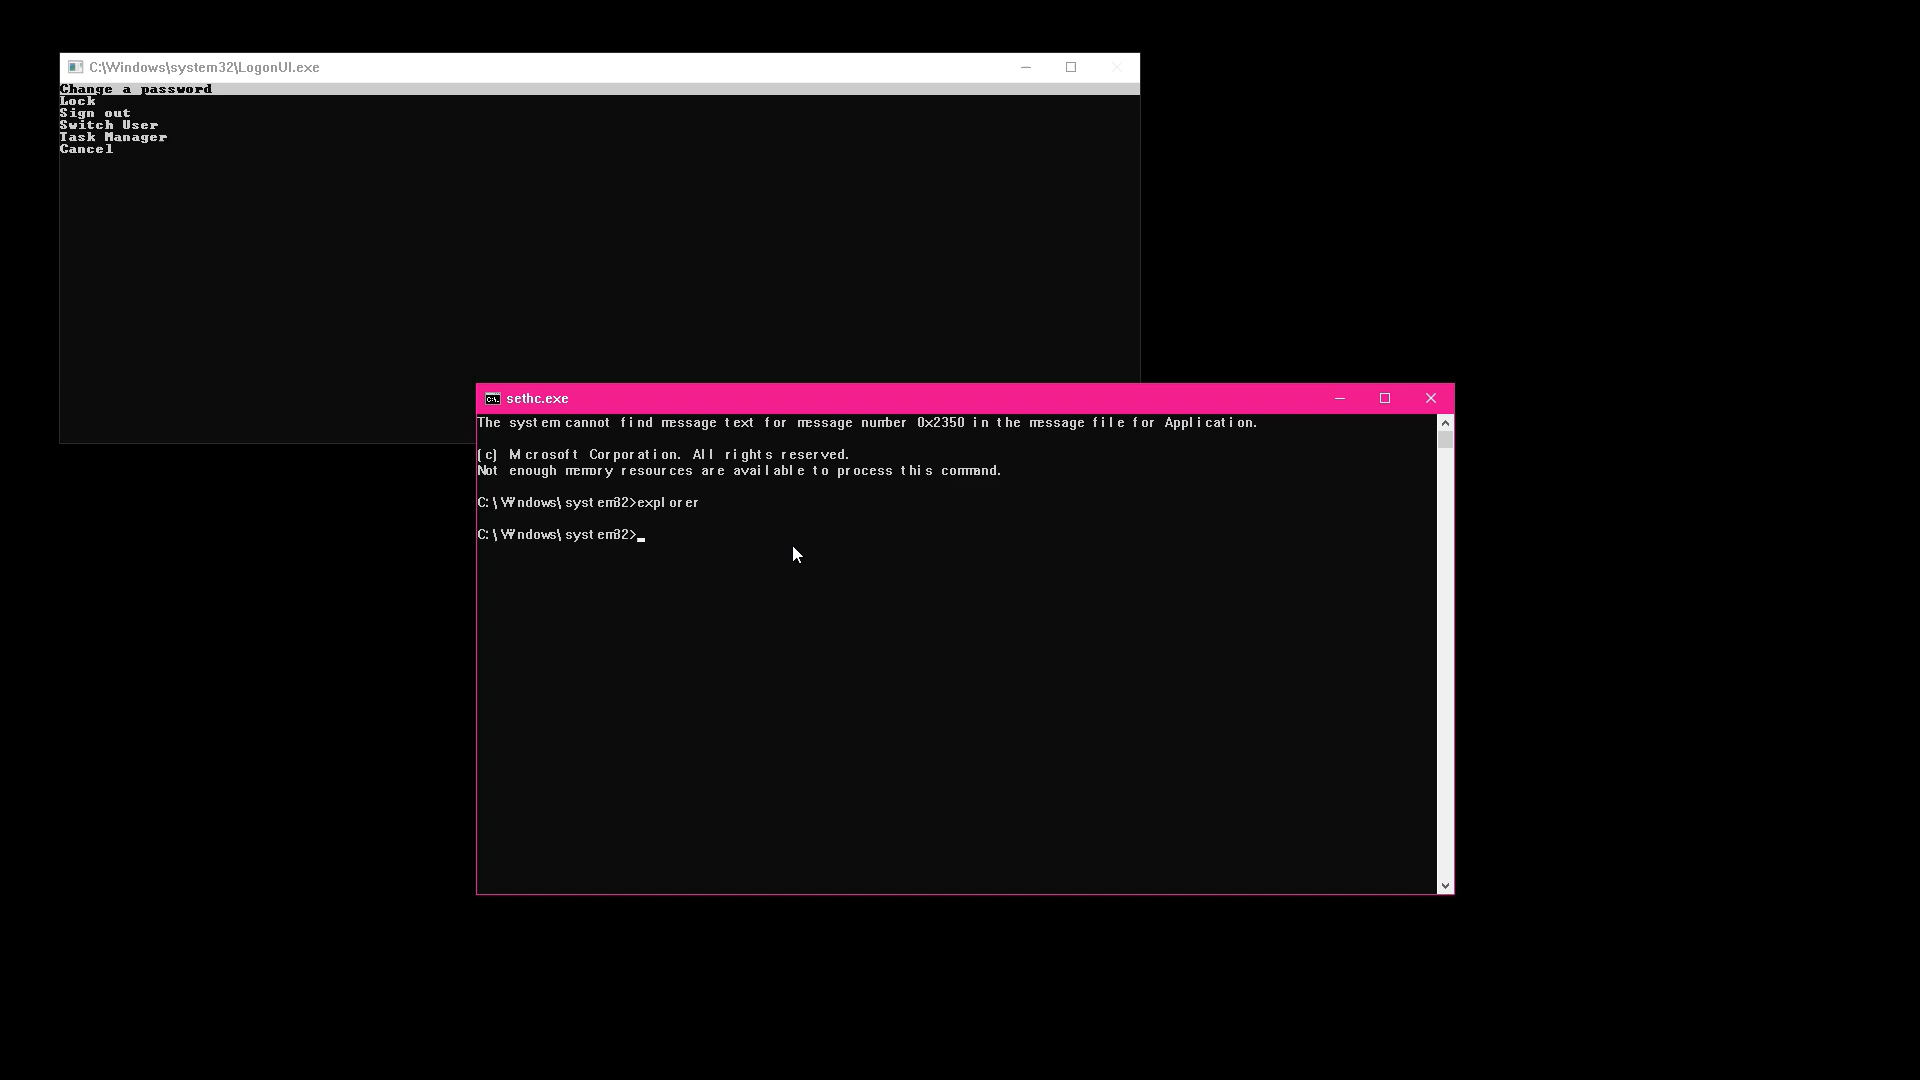 C:\Windows\system32\LogonUI.exe
Change a password
Lock
Sign out
Switch User
Task Manager
Cancel
sethc.exe
The system cannot find message text for message number 0x2350 in the message file for Application.
(c) Microsoft Corporation. All rights reserved.
Not enough memory resources are available to process this command.
C:\Windows\system32>explorer
C:\Windows\system32>